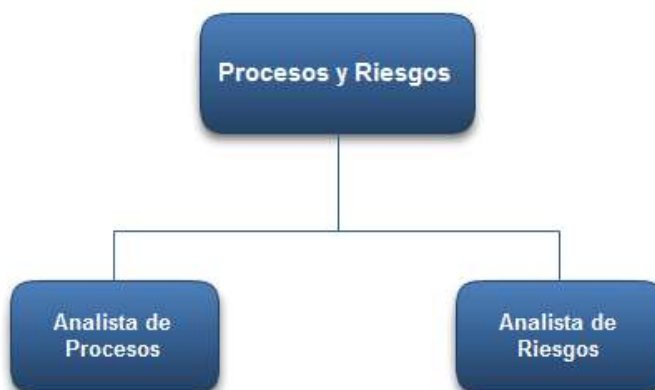 Procesos y Riesgos
Analista de
Procesos
Analista de
Riesgos